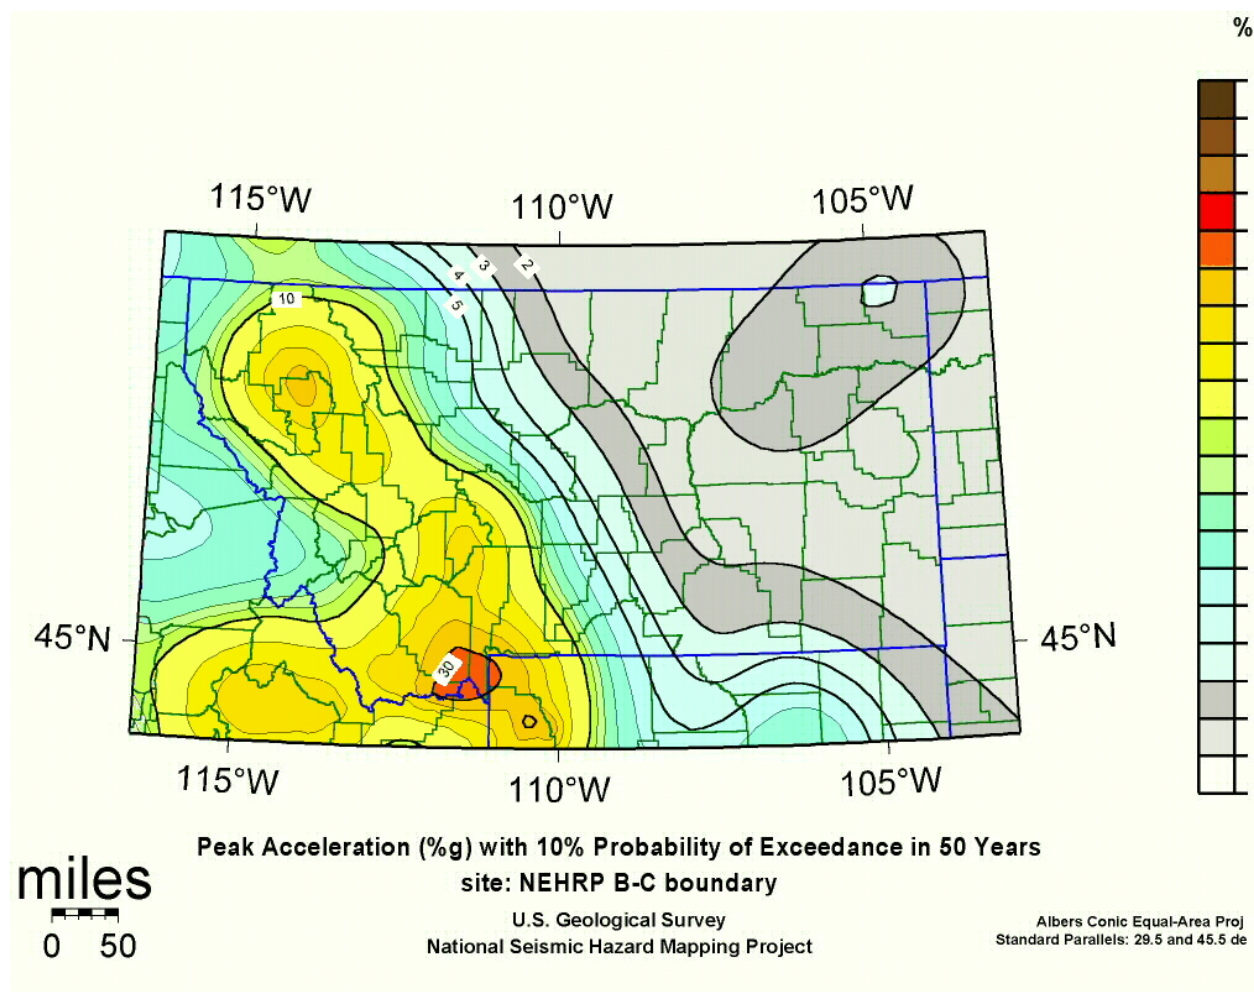 %
115°W
110°W
105°W
10
5
4
3
2
30
45°N
45°N
115°W
110°W
105°W
Peak Acceleration (%g) with 10% Probability of Exceedance in 50 Years
site: NEHRP B-C boundary
U.S. Geological Survey
National Seismic Hazard Mapping Project
miles
0 50
Albers Conic Equal-Area Proj
Standard Parallels: 29.5 and 45.5 de